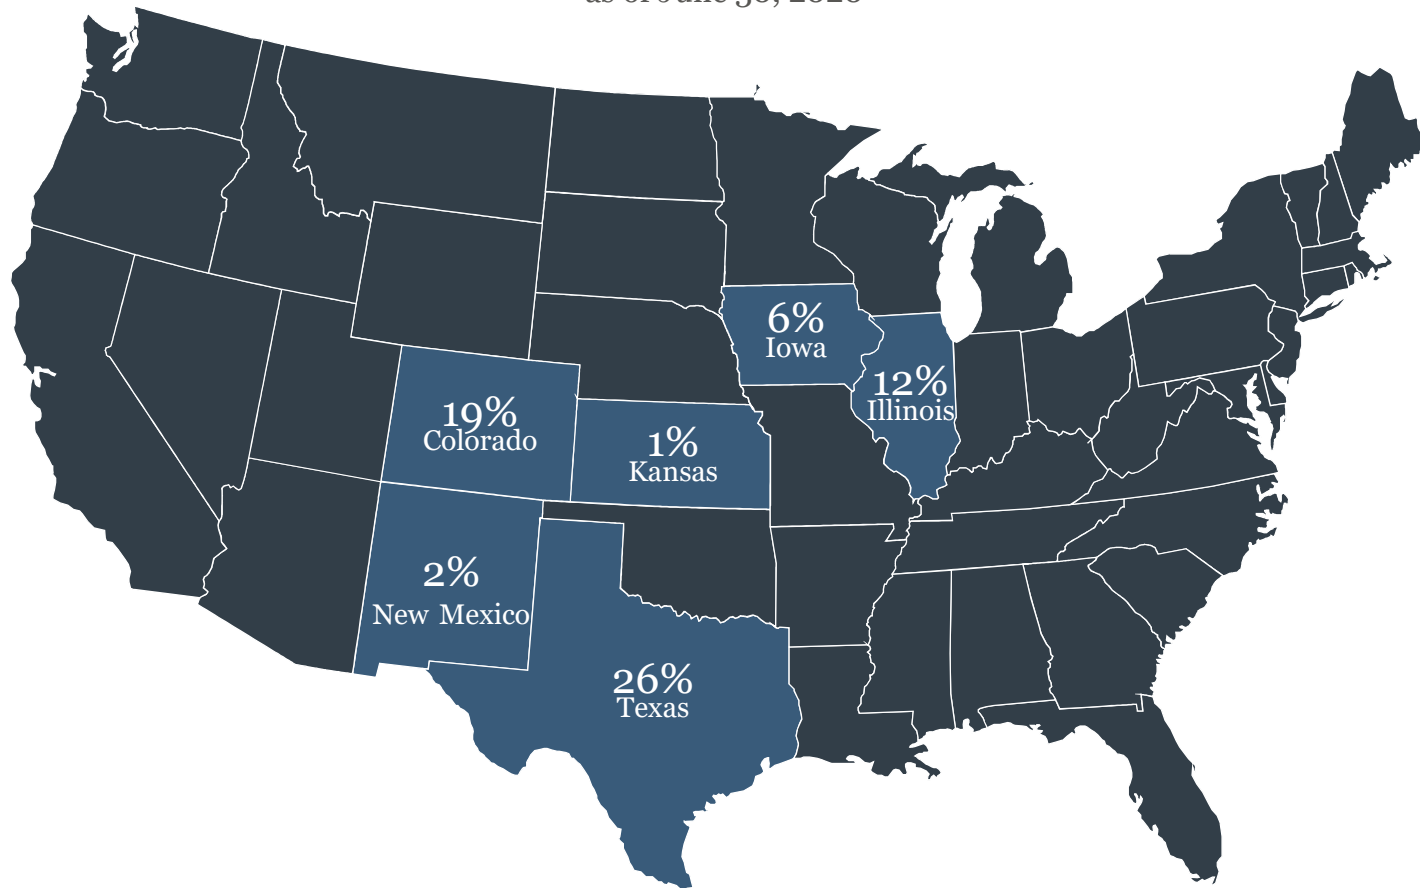 6%
Iowa
12%
Illinois
19%
Colorado
1%
Kansas
2%
New Mexico
26%
Texas